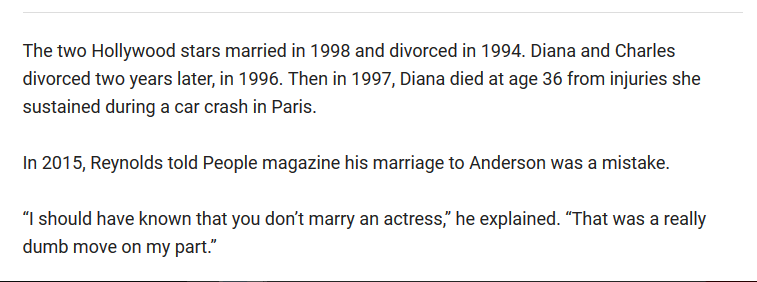 The two Hollywood stars married in 1998 and divorced in 1994. Diana and Charles
divorced two years later, in 1996. Then in 1997, Diana died at age 36 from injuries she
sustained during a car crash in Paris.
In 2015, Reynolds told People magazine his marriage to Anderson was a mistake.
“I should have known that you don’t marry an actress,” he explained. “That was a really
dumb move on my part.”